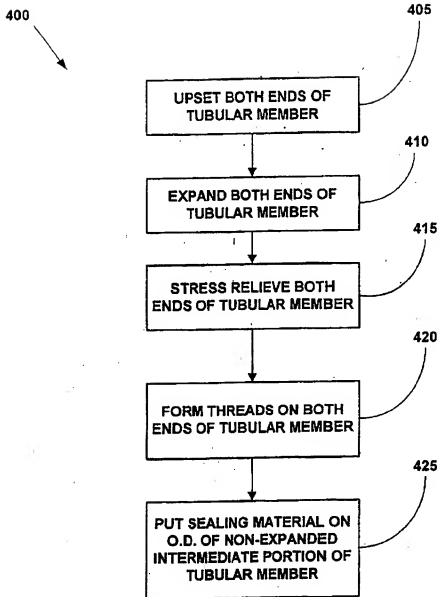 400
405
UPSET BOTH ENDS OF
TUBULAR MEMBER
410
EXPAND BOTH ENDS OF
TUBULAR MEMBER
415
STRESS RELIEVE BOTH
ENDS OF TUBULAR MEMBER
420
FORM THREADS ON BOTH
ENDS OF TUBULAR MEMBER
425
PUT SEALING MATERIAL ON
O.D. OF NON-EXPANDED
INTERMEDIATE PORTION OF
TUBULAR MEMBER